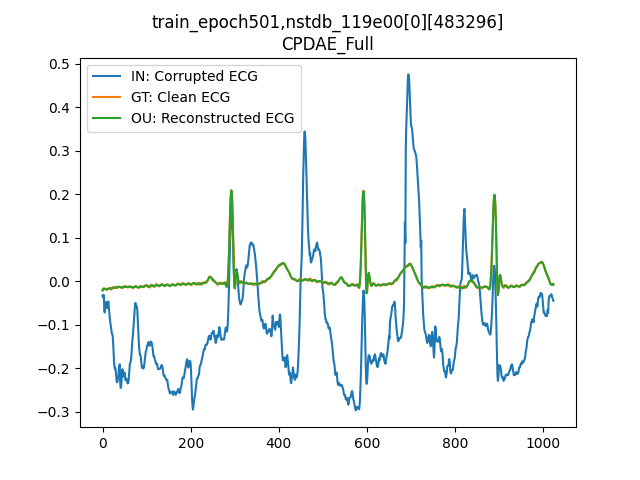 train_epoch501,nstdb_119e00[0][483296]
CPDAE_Full
IN: Corrupted ECG
GT: Clean ECG
OU: Reconstructed ECG
0.5
0.4
0.3
0.2
0.1
0.0
−0.1
−0.2
−0.3
0 200 400 600 800 1000